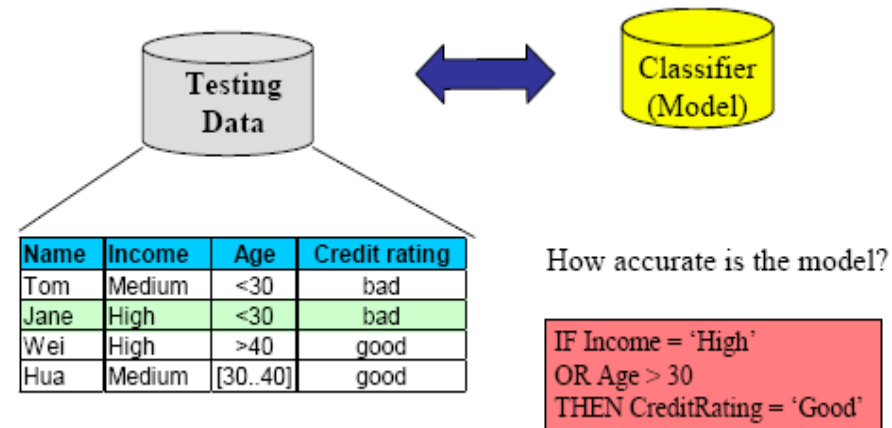 Testing
Data
Classifier
(Model)
Name Income Age Credit rating
Tom Medium <30 bad
Jane High <30 bad
Wei High >40 good
Hua Medium [30..40] good
How accurate is the model?
IF Income = ‘High’
OR Age > 30
THEN CreditRating = ‘Good’